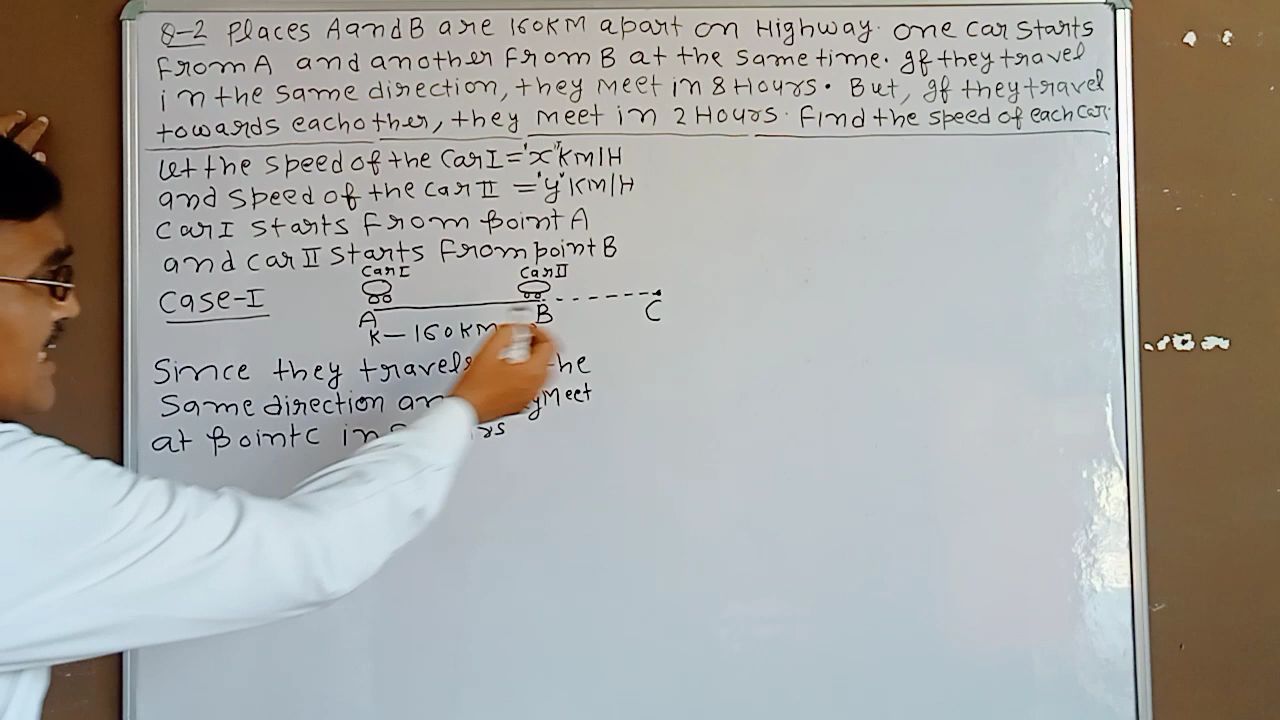 Q-2 Places A and B are 160KM apart on Highway. one car starts
From A and another From B at the same time. If they travel
in the same direction, they meet in 8 Hours. But, If they travel
towards each other, they meet in 2 Hours. Find the speed of each car.
Let the speed of the Car I = 'x' KM/H
and speed of the car II = 'y' KM/H
Car I starts From point A
and car II starts From point B
Car I Car II
Case-I
A B C
K— 160KM
Since they travels the
same direction Meet
at point C in